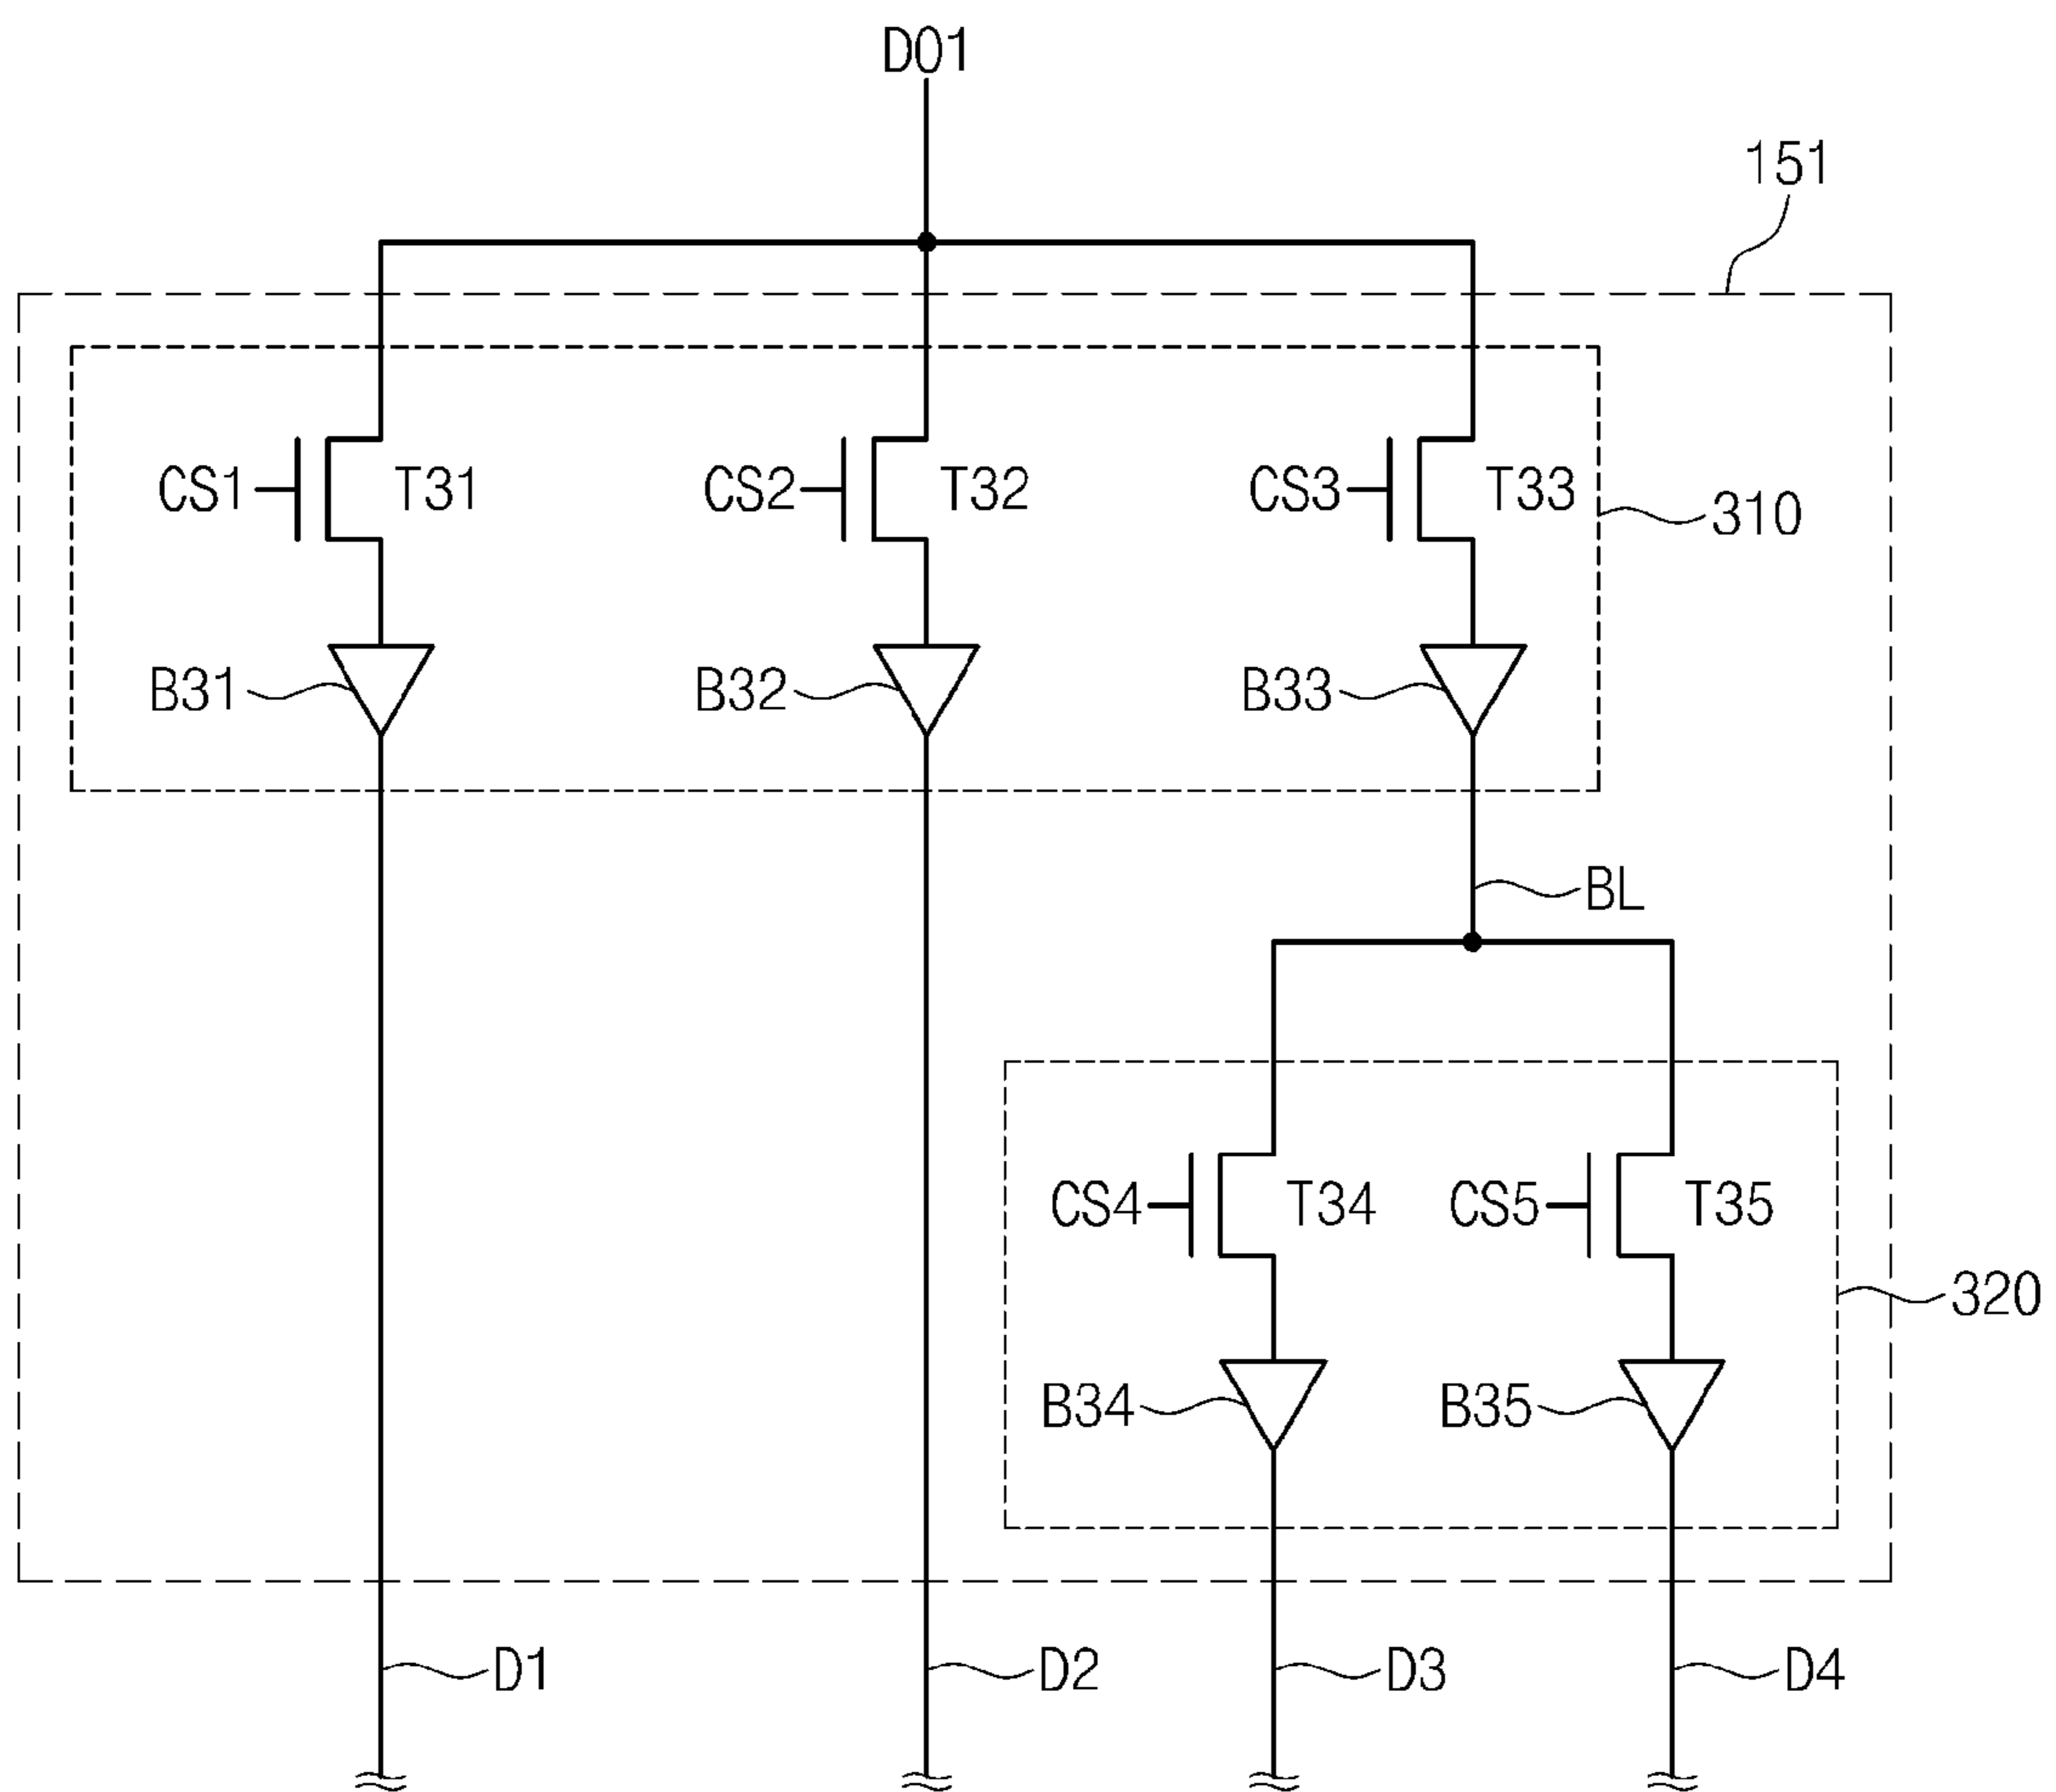 D01
151
CS1 T31 CS2 T32 CS3 T33
310
B31 B32 B33
BL
CS4 T34 CS5 T35
320
B34 B35
D1 D2 D3 D4